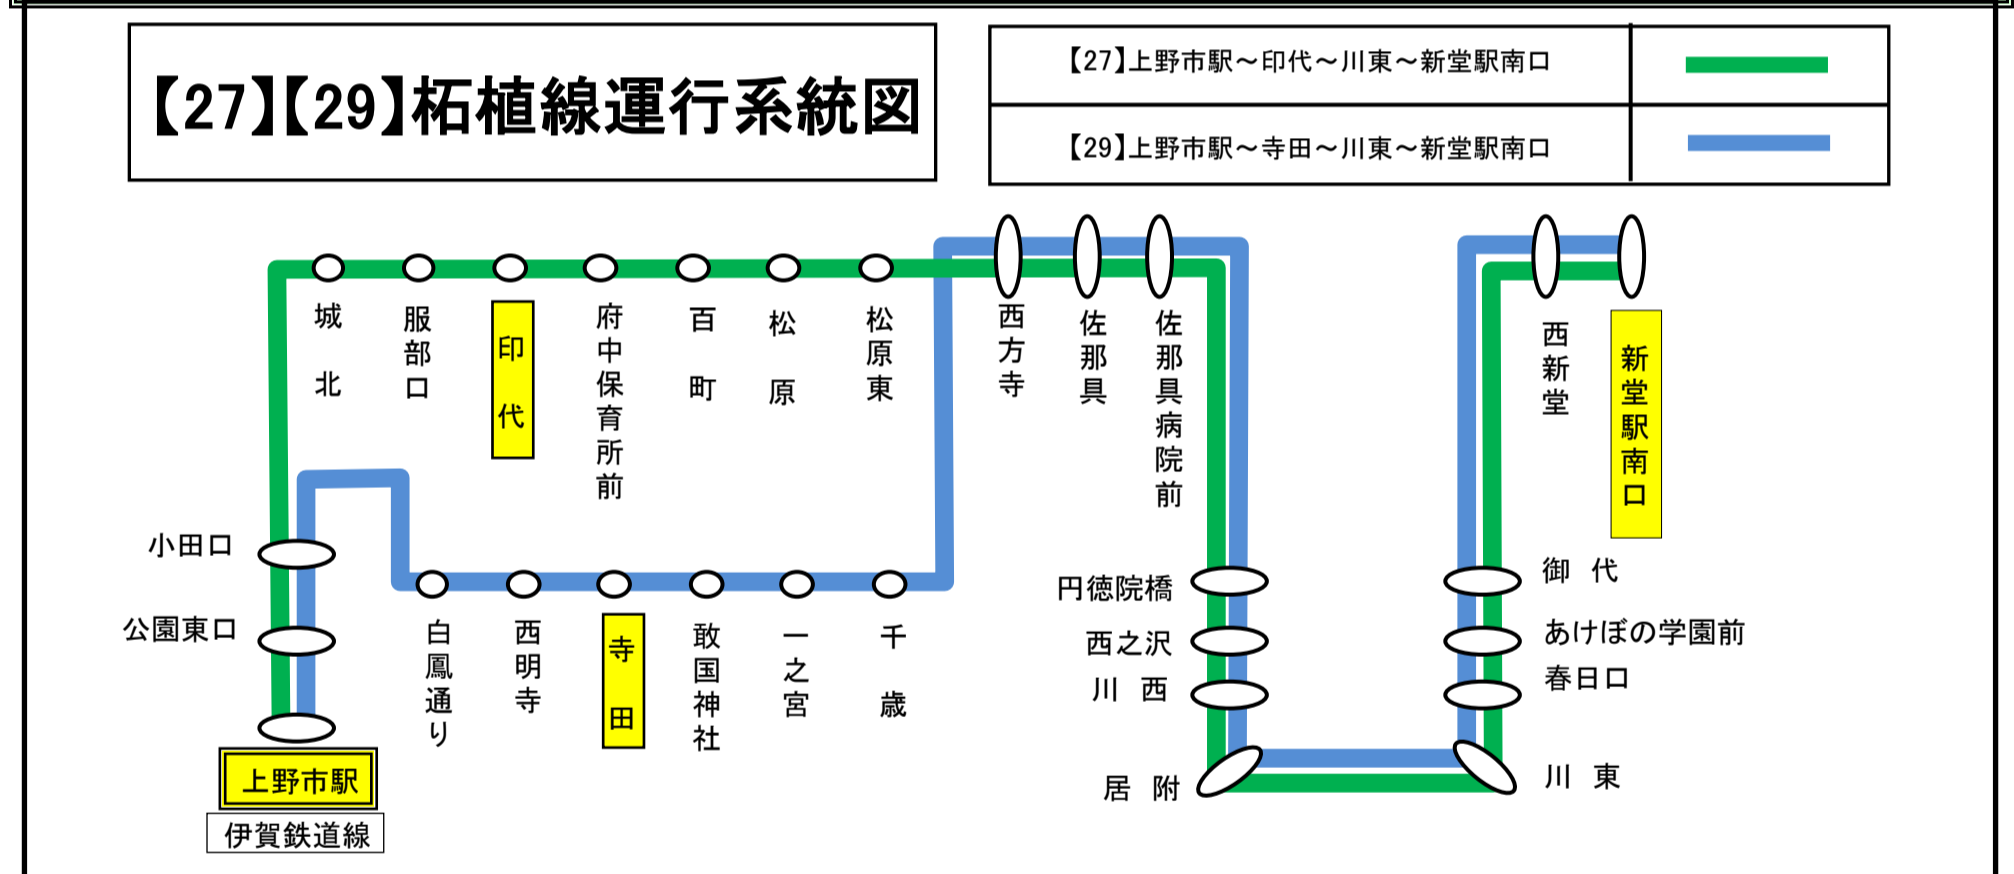 【27】【29】柘植線運行系統図
【27】上野市駅～印代～川東～新堂駅南口
【29】上野市駅～寺田～川東～新堂駅南口
城北
服部口
印代
府中保育所前
百町
松原
松原東
西方寺
佐那具
佐那具病院前
西新堂
新堂駅南口
小田口
公園東口
白鳳通り
西明寺
寺田
敢国神社
一之宮
千歳
円徳院橋
西之沢
川西
居附
御代
あけぼの学園前
春日口
川東
上野市駅
伊賀鉄道線